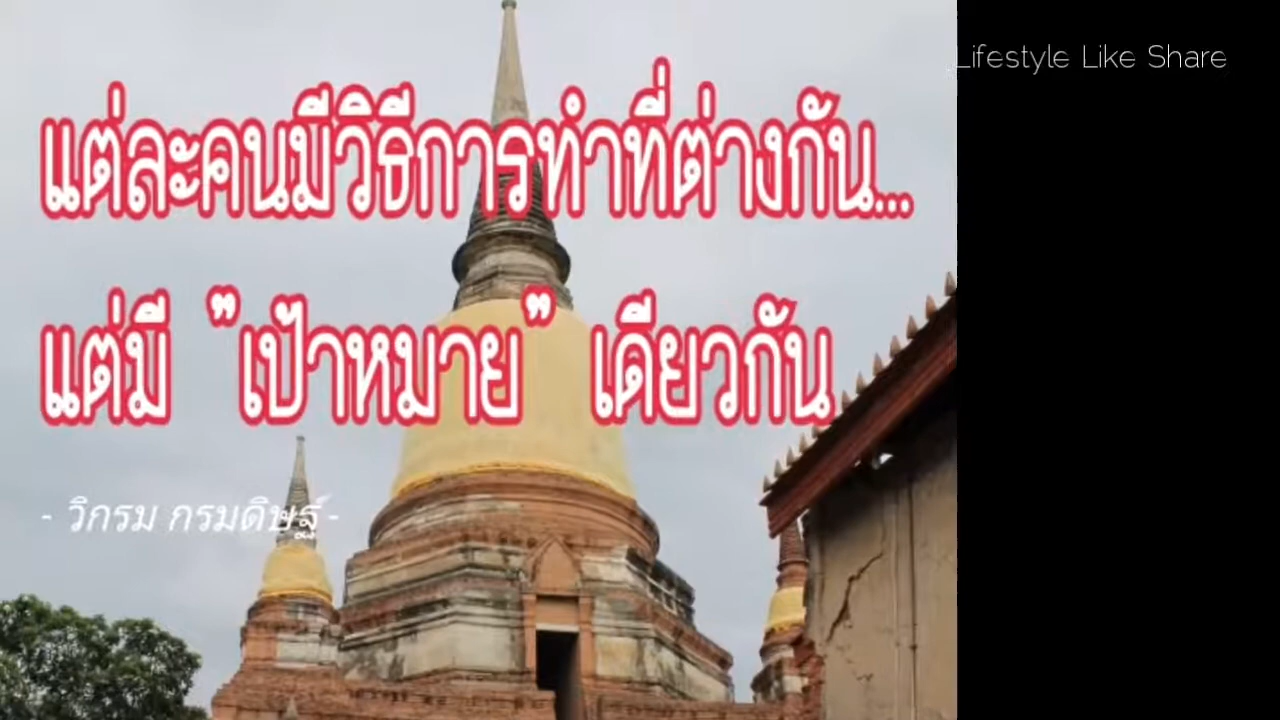 Lifestyle Like Share
แต่ละคนมีวิธีการทำที่ต่างกัน...
แต่มี "เป้าหมาย" เดียวกัน
- วิกรม กรมดิษฐ์ -